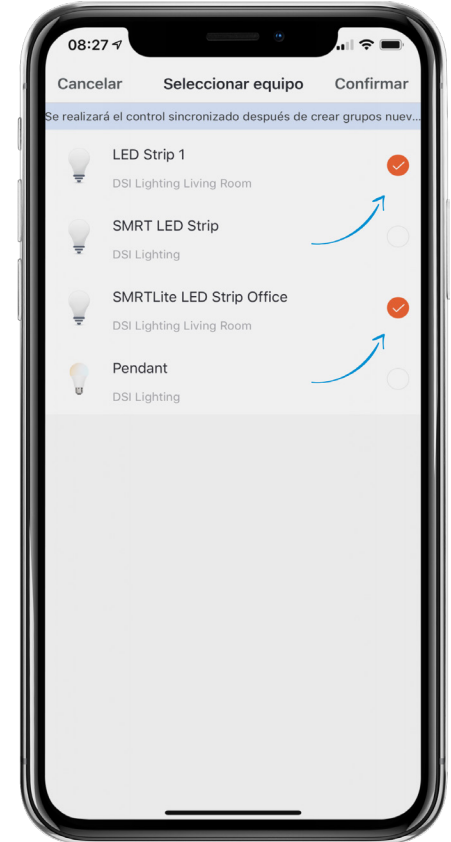 08:27
Cancelar Seleccionar equipo Confirmar
Se realizará el control sincronizado después de crear grupos nuev...
LED Strip 1
DSI Lighting Living Room
SMRT LED Strip
DSI Lighting
SMRTLite LED Strip Office
DSI Lighting Living Room
Pendant
DSI Lighting